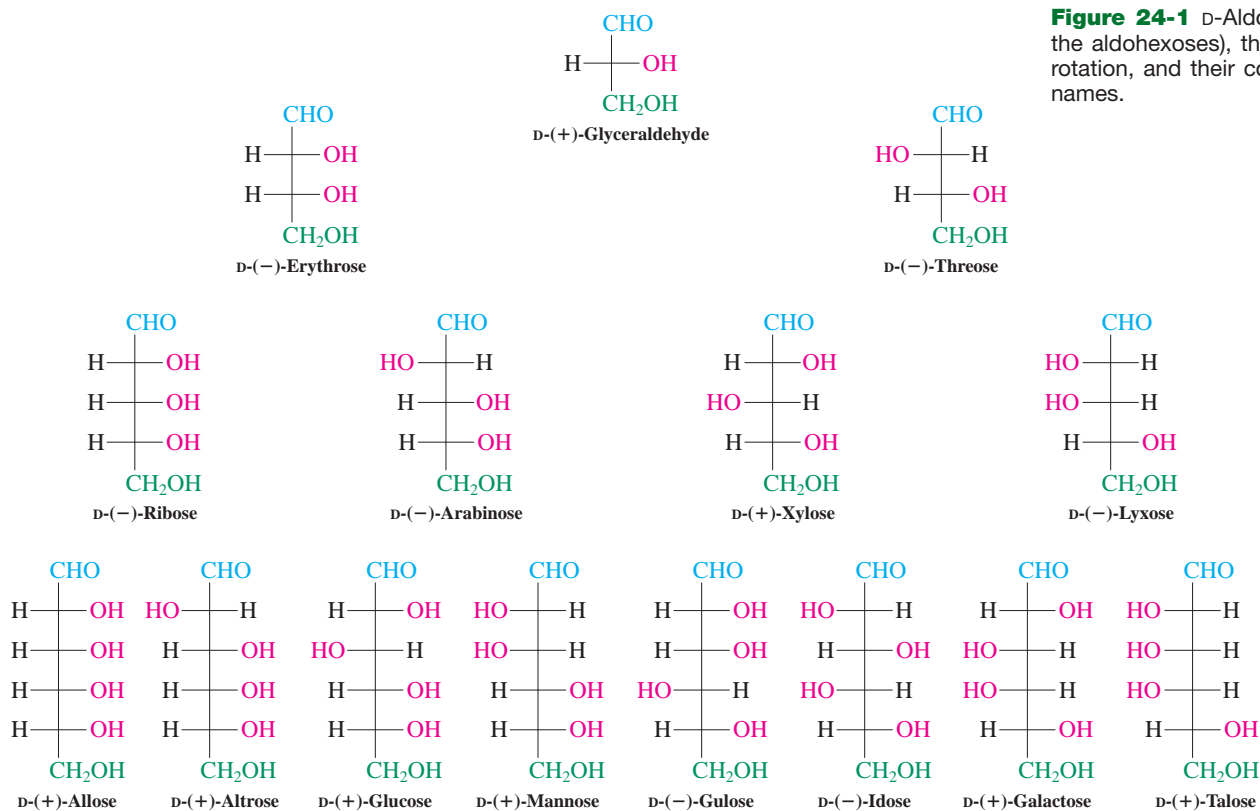 Figure 24-1 D-Aldo
the aldohexoses), th
rotation, and their co
names.
CHO
H OH
CH₂OH
D-(+)-Glyceraldehyde
CHO
H OH
H OH
CH₂OH
D-(−)-Erythrose
CHO
HO H
H OH
CH₂OH
D-(−)-Threose
CHO
H OH
H OH
H OH
CH₂OH
D-(−)-Ribose
CHO
HO H
H OH
H OH
CH₂OH
D-(−)-Arabinose
CHO
H OH
HO H
H OH
CH₂OH
D-(+)-Xylose
CHO
HO H
HO H
H OH
CH₂OH
D-(−)-Lyxose
CHO
H OH
H OH
H OH
H OH
CH₂OH
D-(+)-Allose
CHO
HO H
H OH
H OH
H OH
CH₂OH
D-(+)-Altrose
CHO
H OH
HO H
H OH
H OH
CH₂OH
D-(+)-Glucose
CHO
HO H
HO H
H OH
H OH
CH₂OH
D-(+)-Mannose
CHO
H OH
H OH
HO H
H OH
CH₂OH
D-(−)-Gulose
CHO
HO H
H OH
HO H
H OH
CH₂OH
D-(−)-Idose
CHO
H OH
HO H
HO H
H OH
CH₂OH
D-(+)-Galactose
CHO
HO H
HO H
HO H
H OH
CH₂OH
D-(+)-Talose